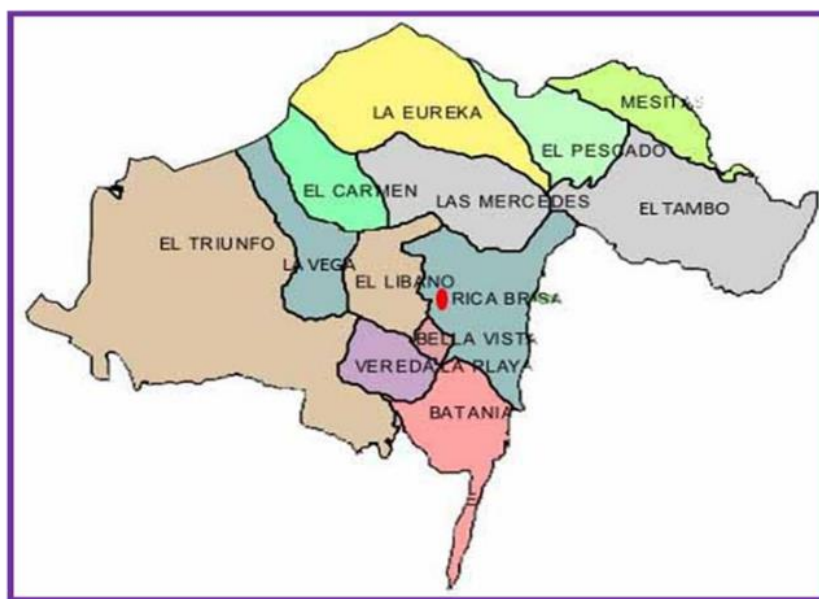 LA EUREKA
MESITAS
EL PESCADO
EL CARMEN
LAS MERCEDES
EL TAMBO
EL TRIUNFO
LA VEGA
EL LIBANO
RICA BRISA
BELLA VISTA
VEREDA LA PLAYA
BATANIA